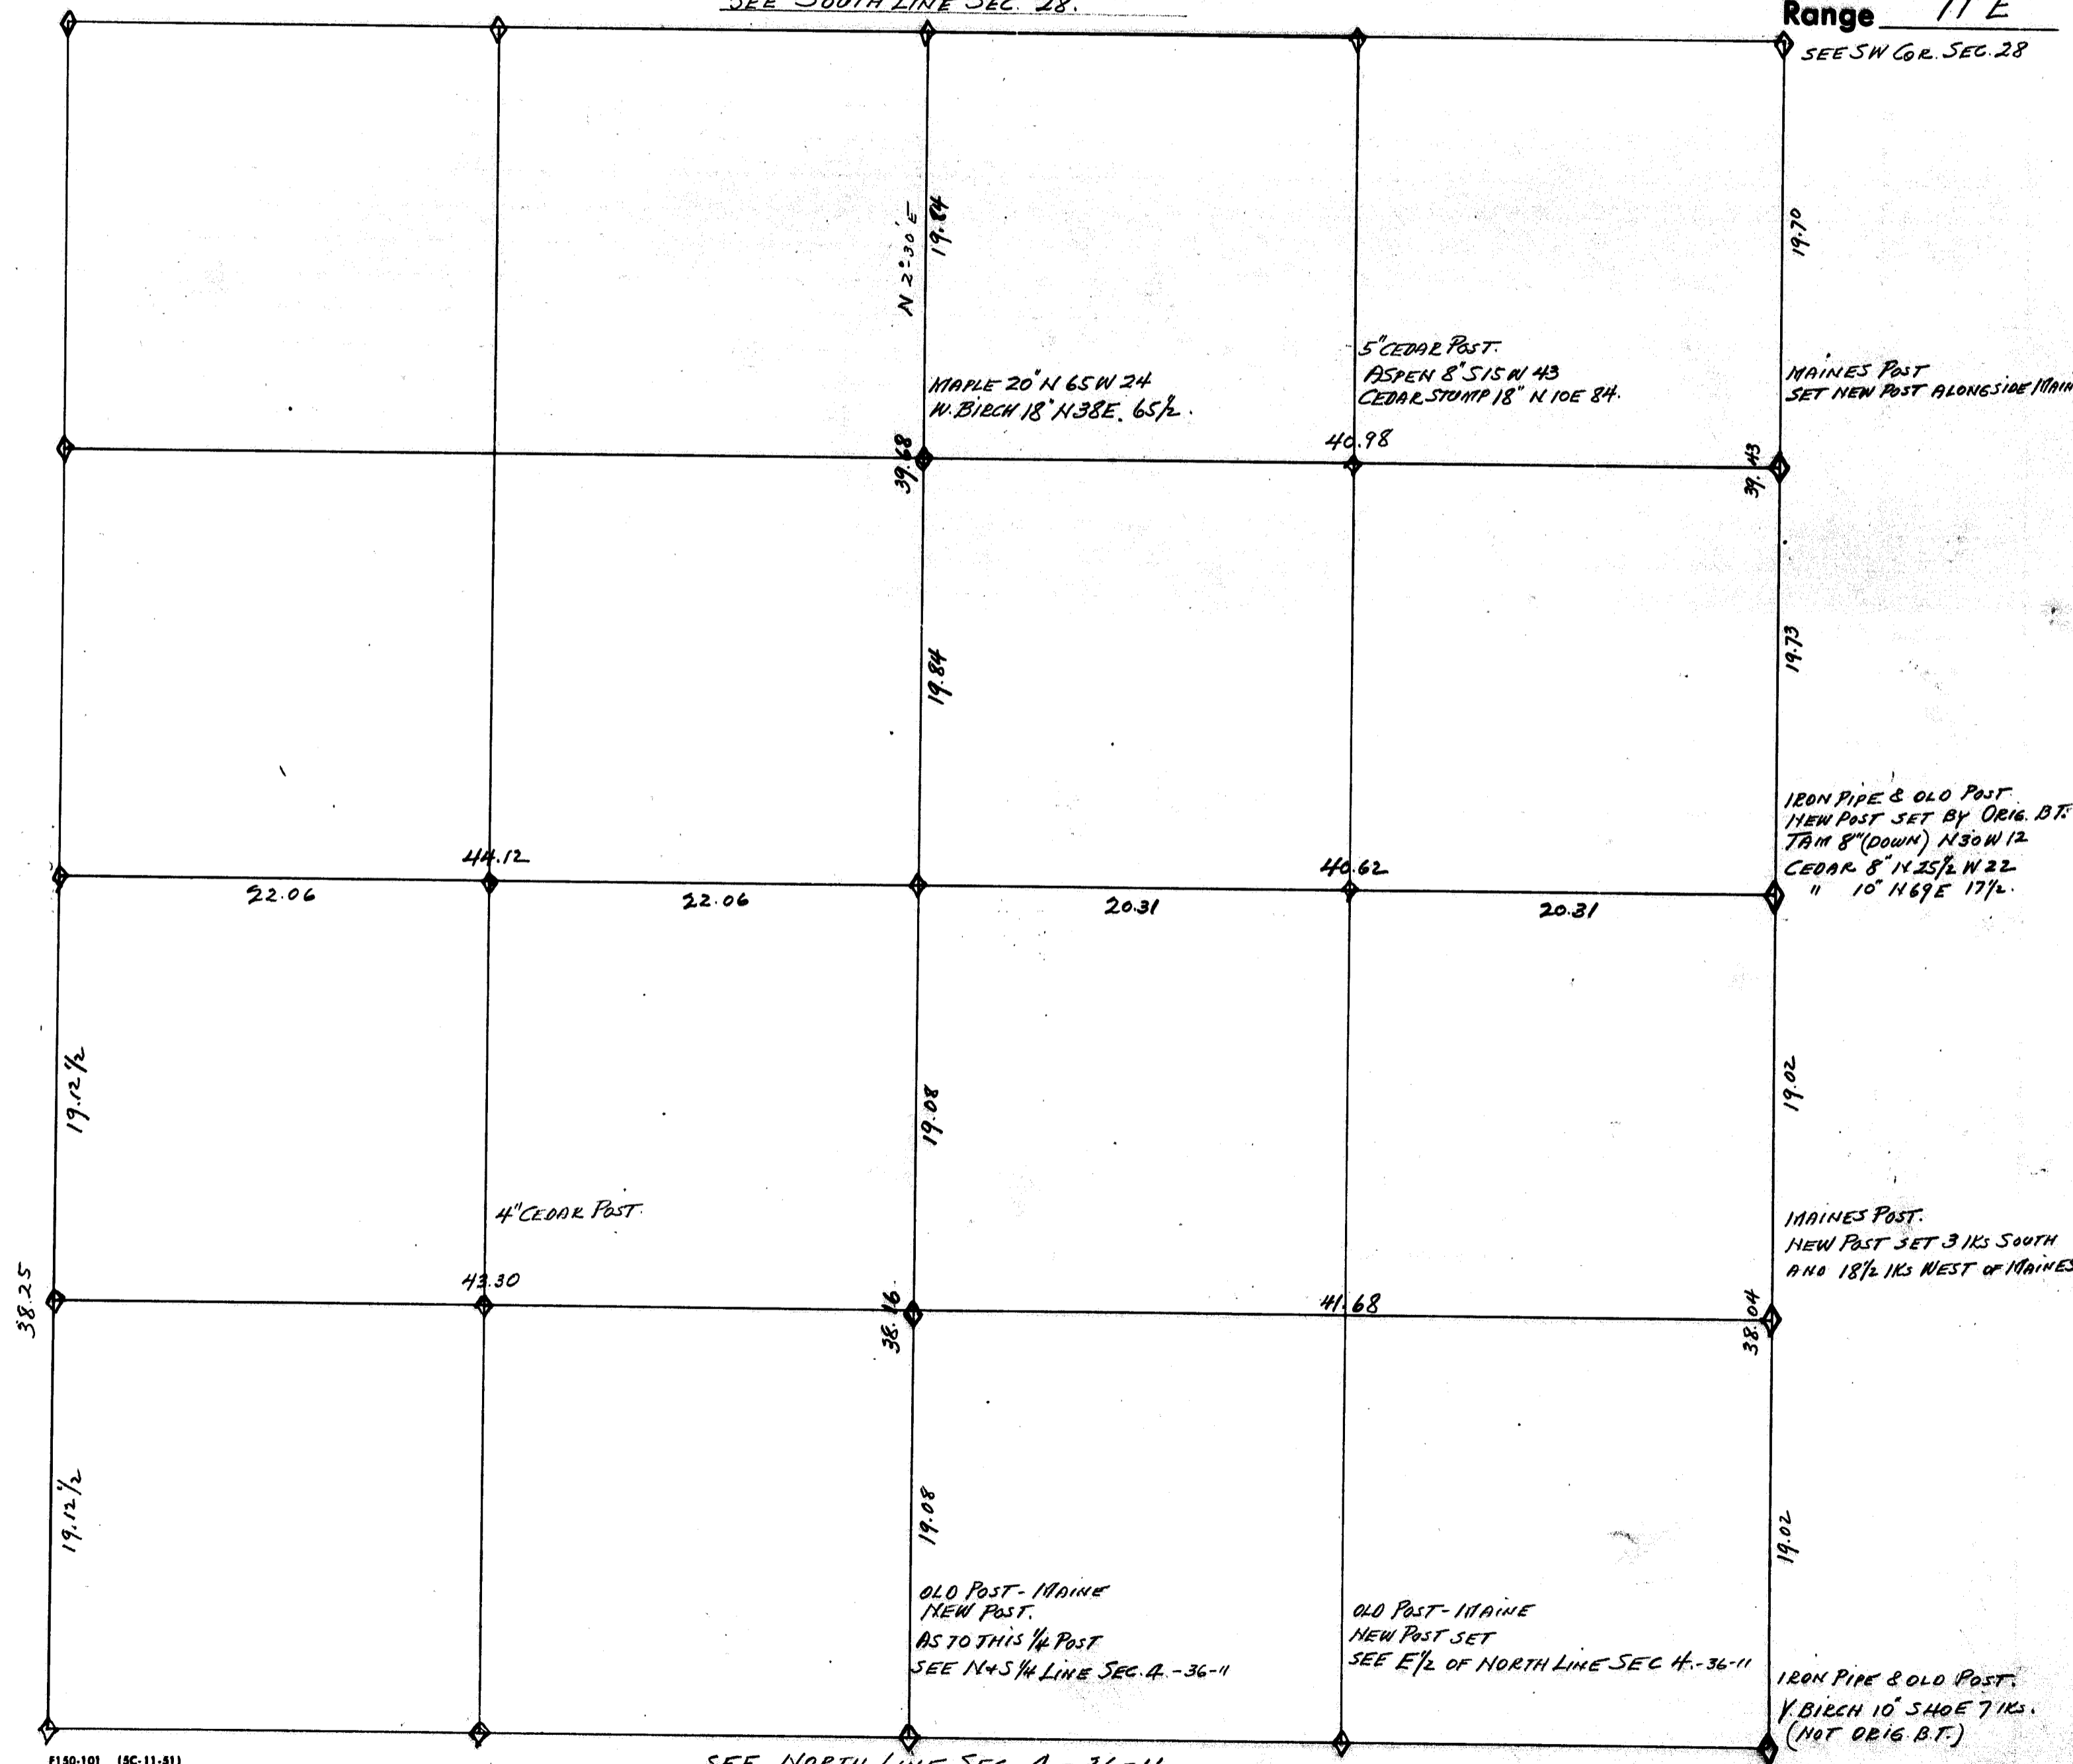 SEE SOUTH LINE SEC. 28.
Range 11 E
SEE SW COR. SEC. 28
N 2°-30' E
19.84
19.70
MAPLE 20" N 65 W 24
W. BIRCH 18" N38E. 65½.
5" CEDAR POST.
ASPEN 8" S15W 43
CEDAR STUMP 18" N 10E 84.
MAINES POST
SET NEW POST ALONGSIDE MAIN
39.68
40.98
39.43
19.84
19.73
IRON PIPE & OLD POST.
NEW POST SET BY ORIG. B.T.
TAM 8" (DOWN) N30W 12
CEDAR 8" N 25½ W 22
" 10" N69E 17½.
44.12
40.62
22.06
22.06
20.31
20.31
19.12½
19.08
19.02
4" CEDAR POST.
MAINES POST.
NEW POST SET 3 lKS SOUTH
AND 18½ lKS WEST OF MAINES
38.25
43.30
38.16
41.68
38.04
19.12½
19.08
19.02
OLD POST - MAINE
NEW POST.
AS TO THIS ¼ POST
SEE N+S ¼ LINE SEC. 4.-36-11
OLD POST - MAINE
NEW POST SET
SEE E½ OF NORTH LINE SEC 4.-36-11
IRON PIPE & OLD POST.
Y. BIRCH 10" S40E 7 lKS.
(NOT ORIG. B.T.)
F150-101 (5C-11-51)
SEE NORTH LINE SEC. 4 - 36-11